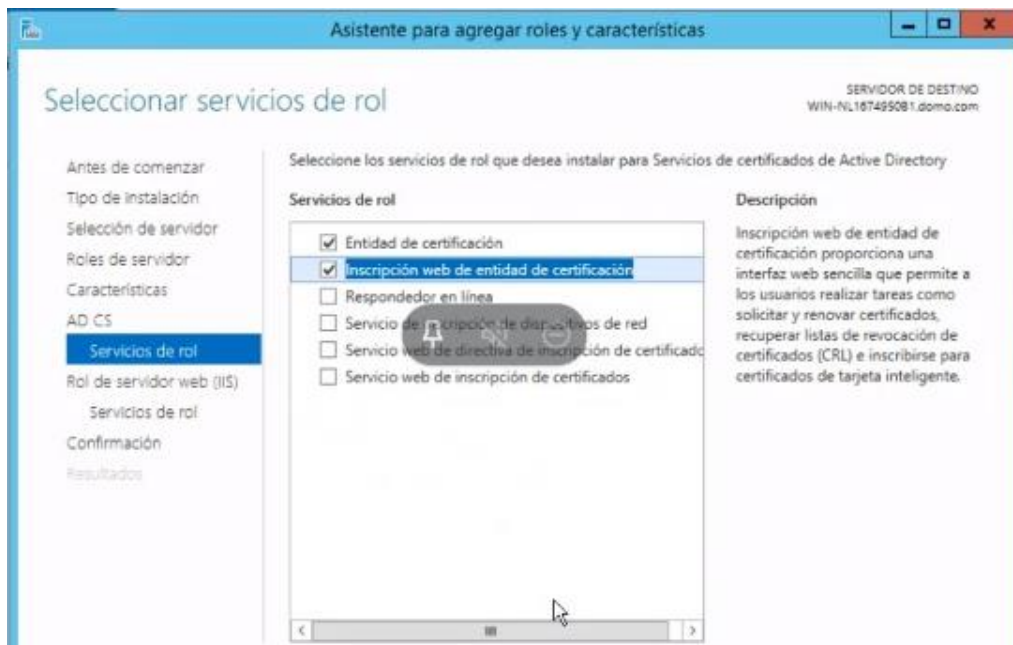 Asistente para agregar roles y características
Seleccionar servicios de rol
SERVIDOR DE DESTINO
WIN-NL167495081.domo.com
Antes de comenzar
Tipo de instalación
Selección de servidor
Roles de servidor
Características
AD CS
Servicios de rol
Rol de servidor web (IIS)
Servicios de rol
Confirmación
Resultados
Seleccione los servicios de rol que desea instalar para Servicios de certificados de Active Directory
Servicios de rol
Entidad de certificación
Inscripción web de entidad de certificación
Respondedor en línea
Servicio de inscripción de dispositivos de red
Servicio web de directiva de inscripción de certificadc
Servicio web de inscripción de certificados
Descripción
Inscripción web de entidad de
certificación proporciona una
interfaz web sencilla que permite a
los usuarios realizar tareas como
solicitar y renovar certificados,
recuperar listas de revocación de
certificados (CRL) e inscribirse para
certificados de tarjeta inteligente.